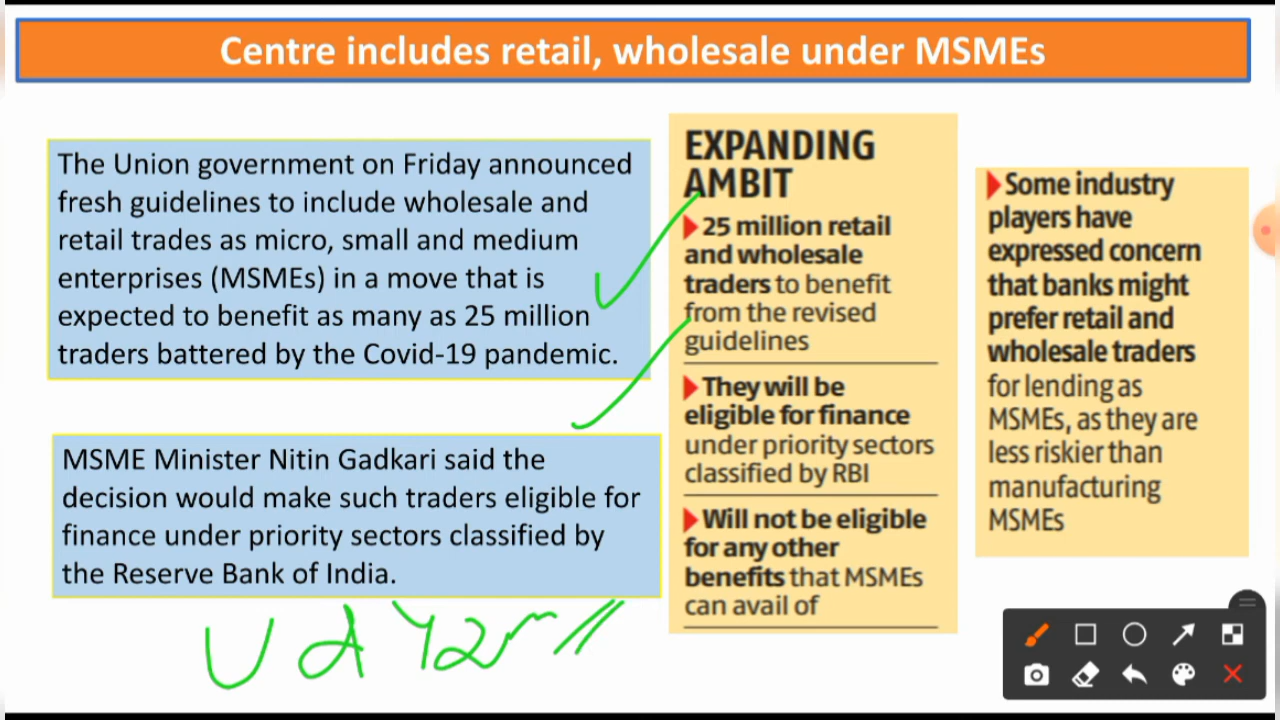 Centre includes retail, wholesale under MSMEs
The Union government on Friday announced
fresh guidelines to include wholesale and
retail trades as micro, small and medium
enterprises (MSMEs) in a move that is
expected to benefit as many as 25 million
traders battered by the Covid-19 pandemic.
MSME Minister Nitin Gadkari said the
decision would make such traders eligible for
finance under priority sectors classified by
the Reserve Bank of India.
EXPANDING
AMBIT
25 million retail
and wholesale
traders to benefit
from the revised
guidelines
They will be
eligible for finance
under priority sectors
classified by RBI
Will not be eligible
for any other
benefits that MSMEs
can avail of
Some industry
players have
expressed concern
that banks might
prefer retail and
wholesale traders
for lending as
MSMEs, as they are
less riskier than
manufacturing
MSMEs